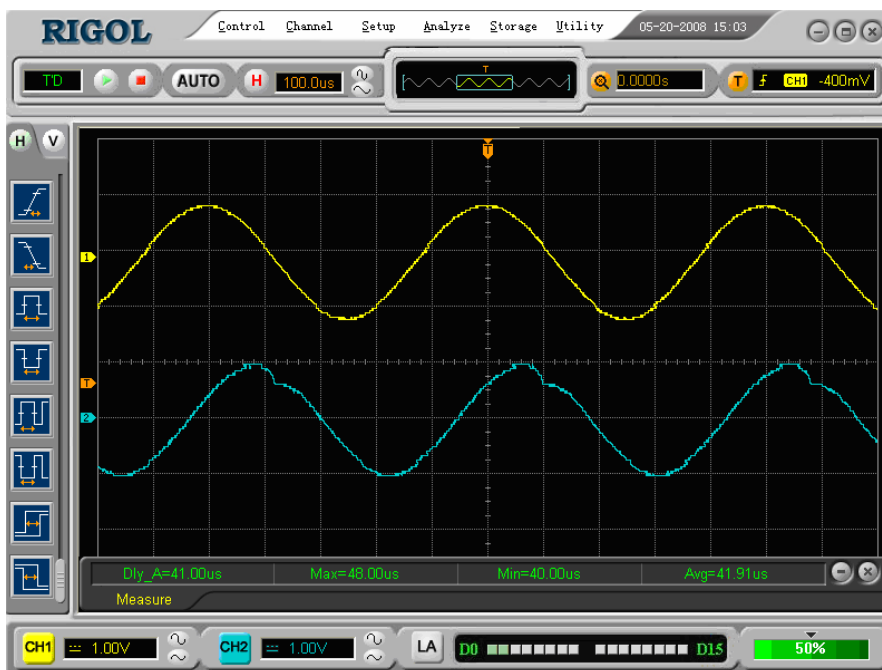 RIGOL
Control Channel Setup Analyze Storage Utility 05-20-2008 15:03
T'D AUTO H 100.0us T 0.0000s T CH1 -400mV
H V
T
1
T
2
Dly_A=41.00us Max=48.00us Min=40.00us Avg=41.91us
Measure
CH1 1.00V CH2 1.00V LA D0 D15 50%